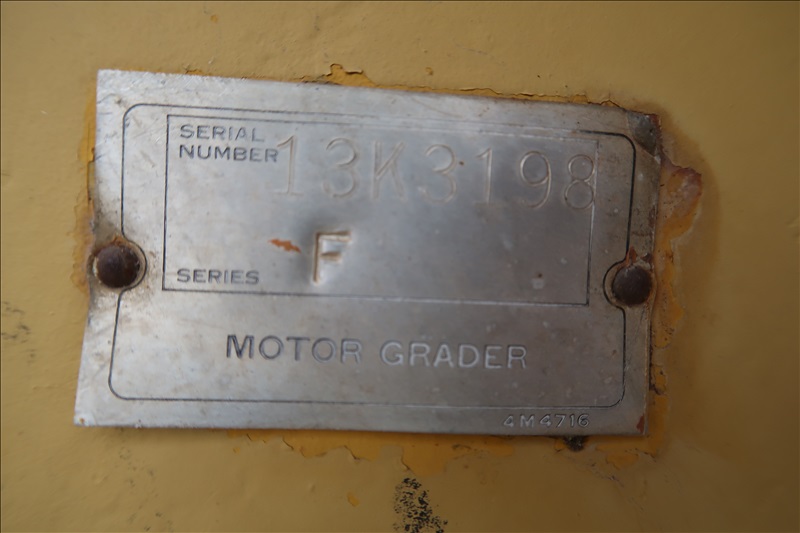 SERIAL
NUMBER 13K3198
SERIES F
MOTOR GRADER
4M4716